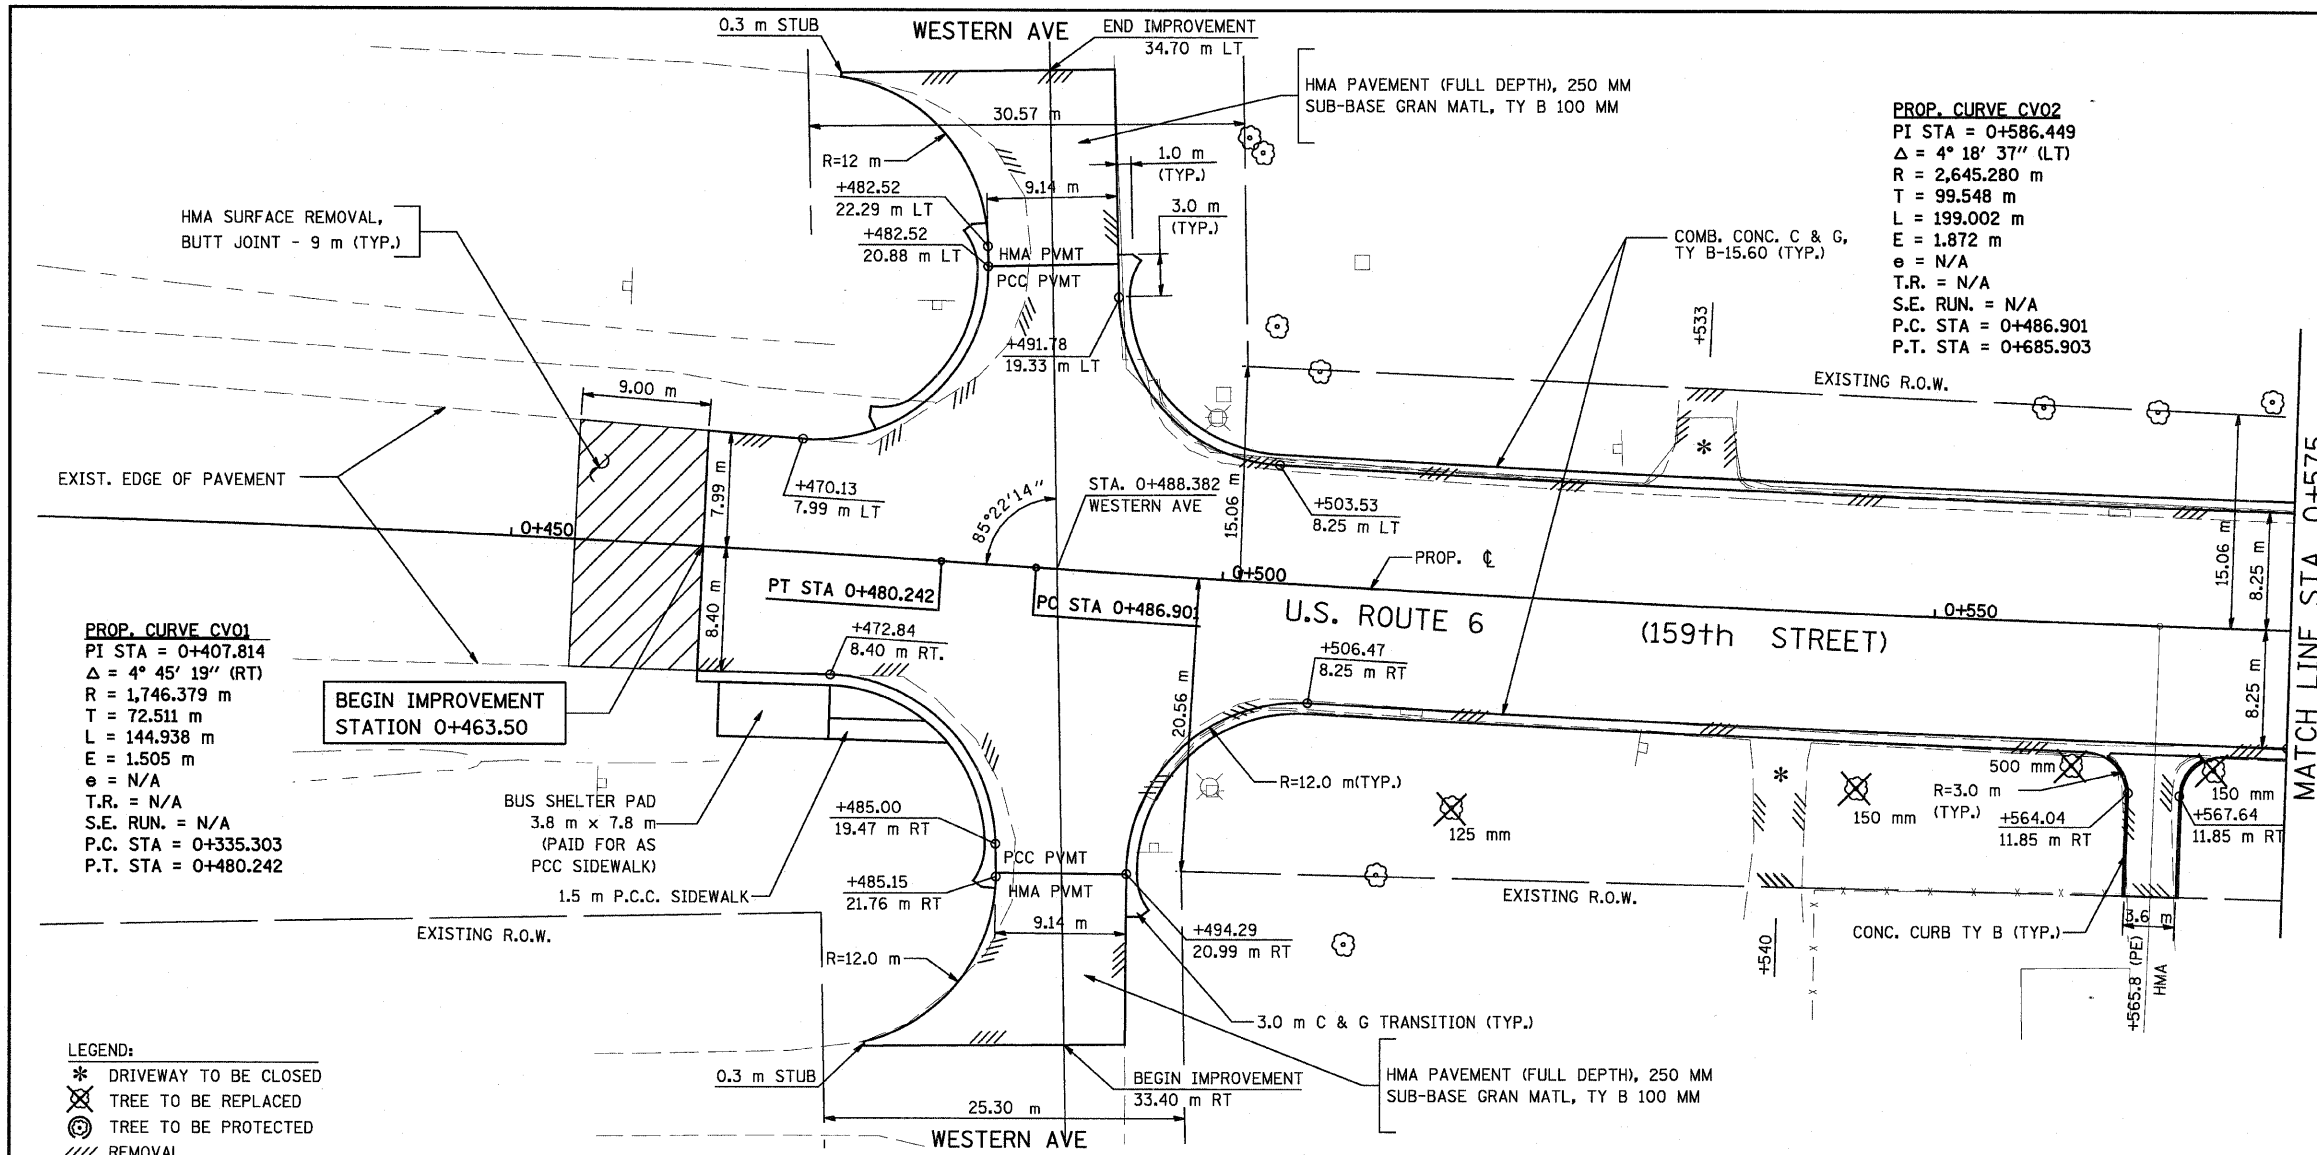 0.3 m STUB
WESTERN AVE
END IMPROVEMENT
34.70 m LT
HMA PAVEMENT (FULL DEPTH), 250 MM
SUB-BASE GRAN MATL, TY B 100 MM
30.57 m
R=12 m
1.0 m
(TYP.)
+482.52
22.29 m LT
9.14 m
3.0 m
(TYP.)
+482.52
20.88 m LT
HMA PVMT
PCC PVMT
HMA SURFACE REMOVAL,
BUTT JOINT - 9 m (TYP.)
COMB. CONC. C & G,
TY B-15.60 (TYP.)
PROP. CURVE CV02
PI STA = 0+586.449
Δ = 4° 18' 37" (LT)
R = 2,645.280 m
T = 99.548 m
L = 199.002 m
E = 1.872 m
e = N/A
T.R. = N/A
S.E. RUN. = N/A
P.C. STA = 0+486.901
P.T. STA = 0+685.903
+533
+491.78
19.33 m LT
EXISTING R.O.W.
9.00 m
EXIST. EDGE OF PAVEMENT
7.99 m
+470.13
7.99 m LT
85°22'14"
STA. 0+488.382
WESTERN AVE
15.06 m
+503.53
8.25 m LT
0+450
PROP. ℄
0+500
15.06 m
8.25 m
MATCH LINE STA 0+575
8.40 m
PT STA 0+480.242
PC STA 0+486.901
U.S. ROUTE 6 (159th STREET)
0+550
PROP. CURVE CV01
PI STA = 0+407.814
Δ = 4° 45' 19" (RT)
R = 1,746.379 m
T = 72.511 m
L = 144.938 m
E = 1.505 m
e = N/A
T.R. = N/A
S.E. RUN. = N/A
P.C. STA = 0+335.303
P.T. STA = 0+480.242
BEGIN IMPROVEMENT
STATION 0+463.50
+472.84
8.40 m RT.
+506.47
8.25 m RT
20.56 m
8.25 m
BUS SHELTER PAD
3.8 m x 7.8 m
(PAID FOR AS
PCC SIDEWALK)
R=12.0 m(TYP.)
+485.00
19.47 m RT
125 mm
150 mm
500 mm
R=3.0 m
(TYP.)
150 mm
+564.04
11.85 m RT
+567.64
11.85 m RT
PCC PVMT
HMA PVMT
+485.15
21.76 m RT
1.5 m P.C.C. SIDEWALK
EXISTING R.O.W.
EXISTING R.O.W.
9.14 m
+494.29
20.99 m RT
R=12.0 m
+540
CONC. CURB TY B (TYP.)
3.6 m
+565.8 (PE)
HMA
3.0 m C & G TRANSITION (TYP.)
LEGEND:
* DRIVEWAY TO BE CLOSED
TREE TO BE REPLACED
TREE TO BE PROTECTED
REMOVAL
0.3 m STUB
BEGIN IMPROVEMENT
33.40 m RT
HMA PAVEMENT (FULL DEPTH), 250 MM
SUB-BASE GRAN MATL, TY B 100 MM
25.30 m
WESTERN AVE